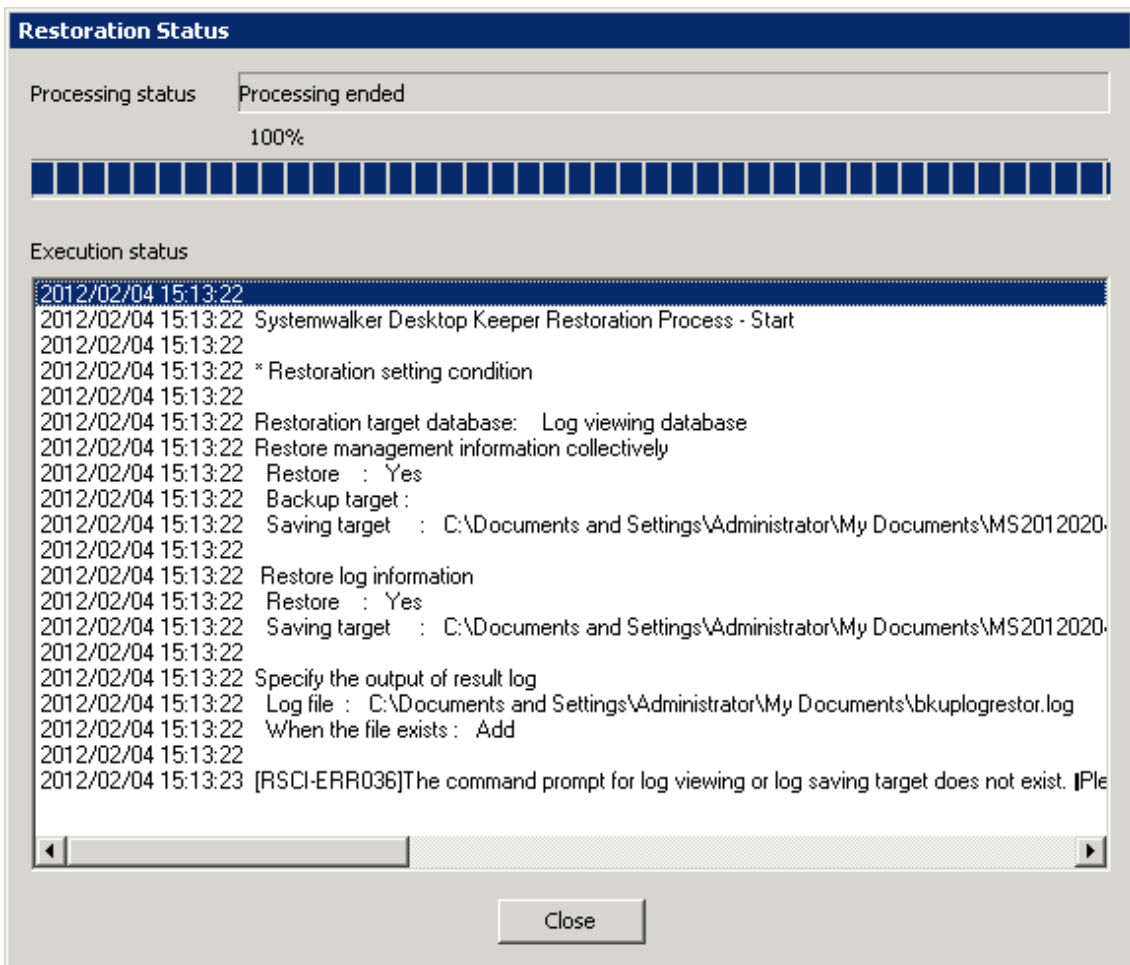 Restoration Status
Processing status Processing ended
100%
Execution status
2012/02/04 15:13:22
2012/02/04 15:13:22 Systemwalker Desktop Keeper Restoration Process - Start
2012/02/04 15:13:22
2012/02/04 15:13:22 * Restoration setting condition
2012/02/04 15:13:22
2012/02/04 15:13:22 Restoration target database: Log viewing database
2012/02/04 15:13:22 Restore management information collectively
2012/02/04 15:13:22 Restore : Yes
2012/02/04 15:13:22 Backup target :
2012/02/04 15:13:22 Saving target : C:\Documents and Settings\Administrator\My Documents\MS2012020
2012/02/04 15:13:22
2012/02/04 15:13:22 Restore log information
2012/02/04 15:13:22 Restore : Yes
2012/02/04 15:13:22 Saving target : C:\Documents and Settings\Administrator\My Documents\MS2012020
2012/02/04 15:13:22
2012/02/04 15:13:22 Specify the output of result log
2012/02/04 15:13:22 Log file : C:\Documents and Settings\Administrator\My Documents\bkuplogrestor.log
2012/02/04 15:13:22 When the file exists : Add
2012/02/04 15:13:22
2012/02/04 15:13:23 [RSCI-ERR036]The command prompt for log viewing or log saving target does not exist. [Ple
Close